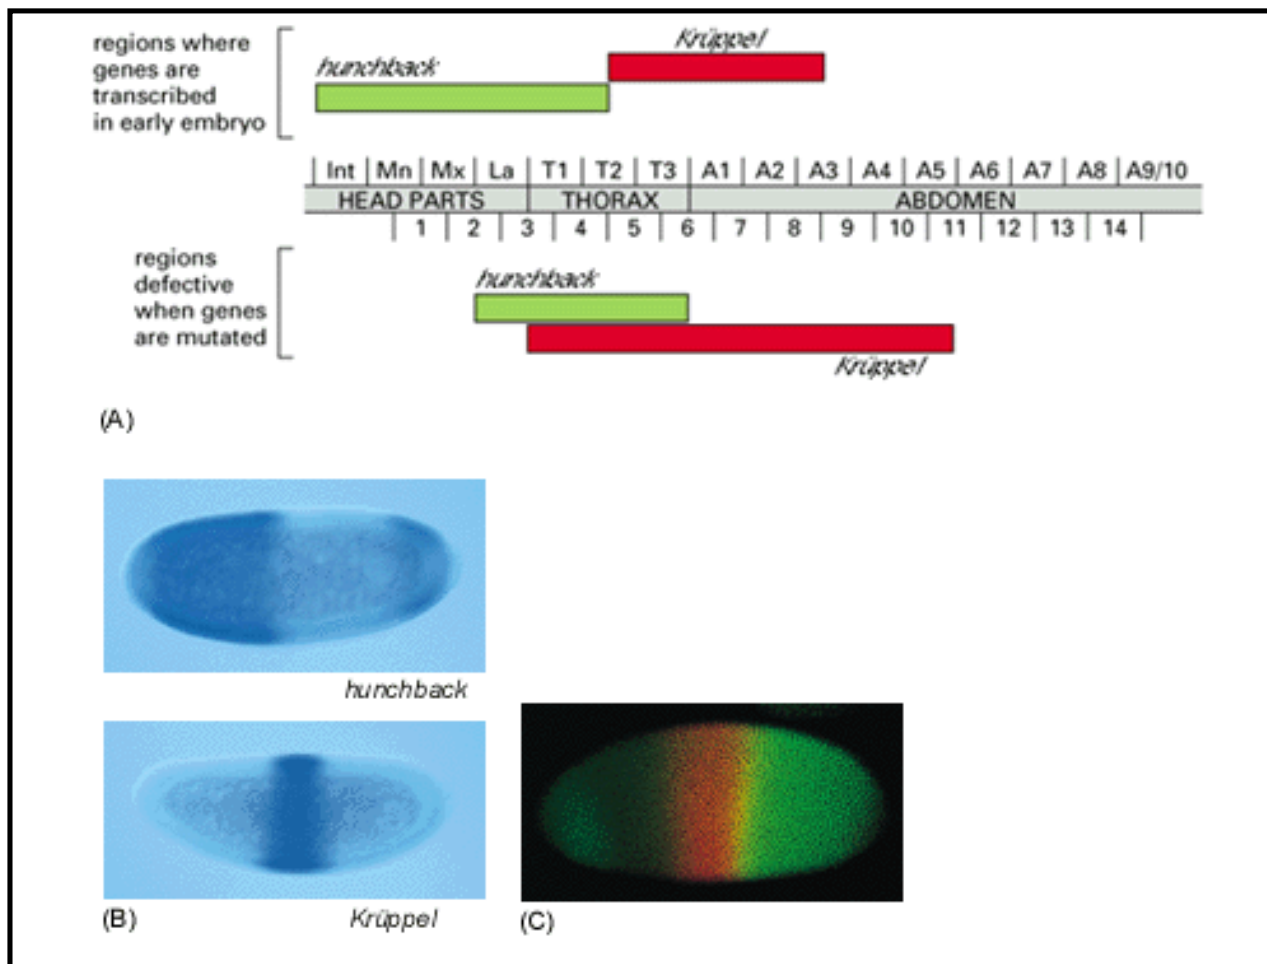 regions where
genes are
transcribed
in early embryo
hunchback
Krüppel
Int Mn Mx La T1 T2 T3 A1 A2 A3 A4 A5 A6 A7 A8 A9/10
HEAD PARTS THORAX ABDOMEN
1 2 3 4 5 6 7 8 9 10 11 12 13 14
regions
defective
when genes
are mutated
hunchback
Krüppel
(A)
hunchback
(B) Krüppel
(C)